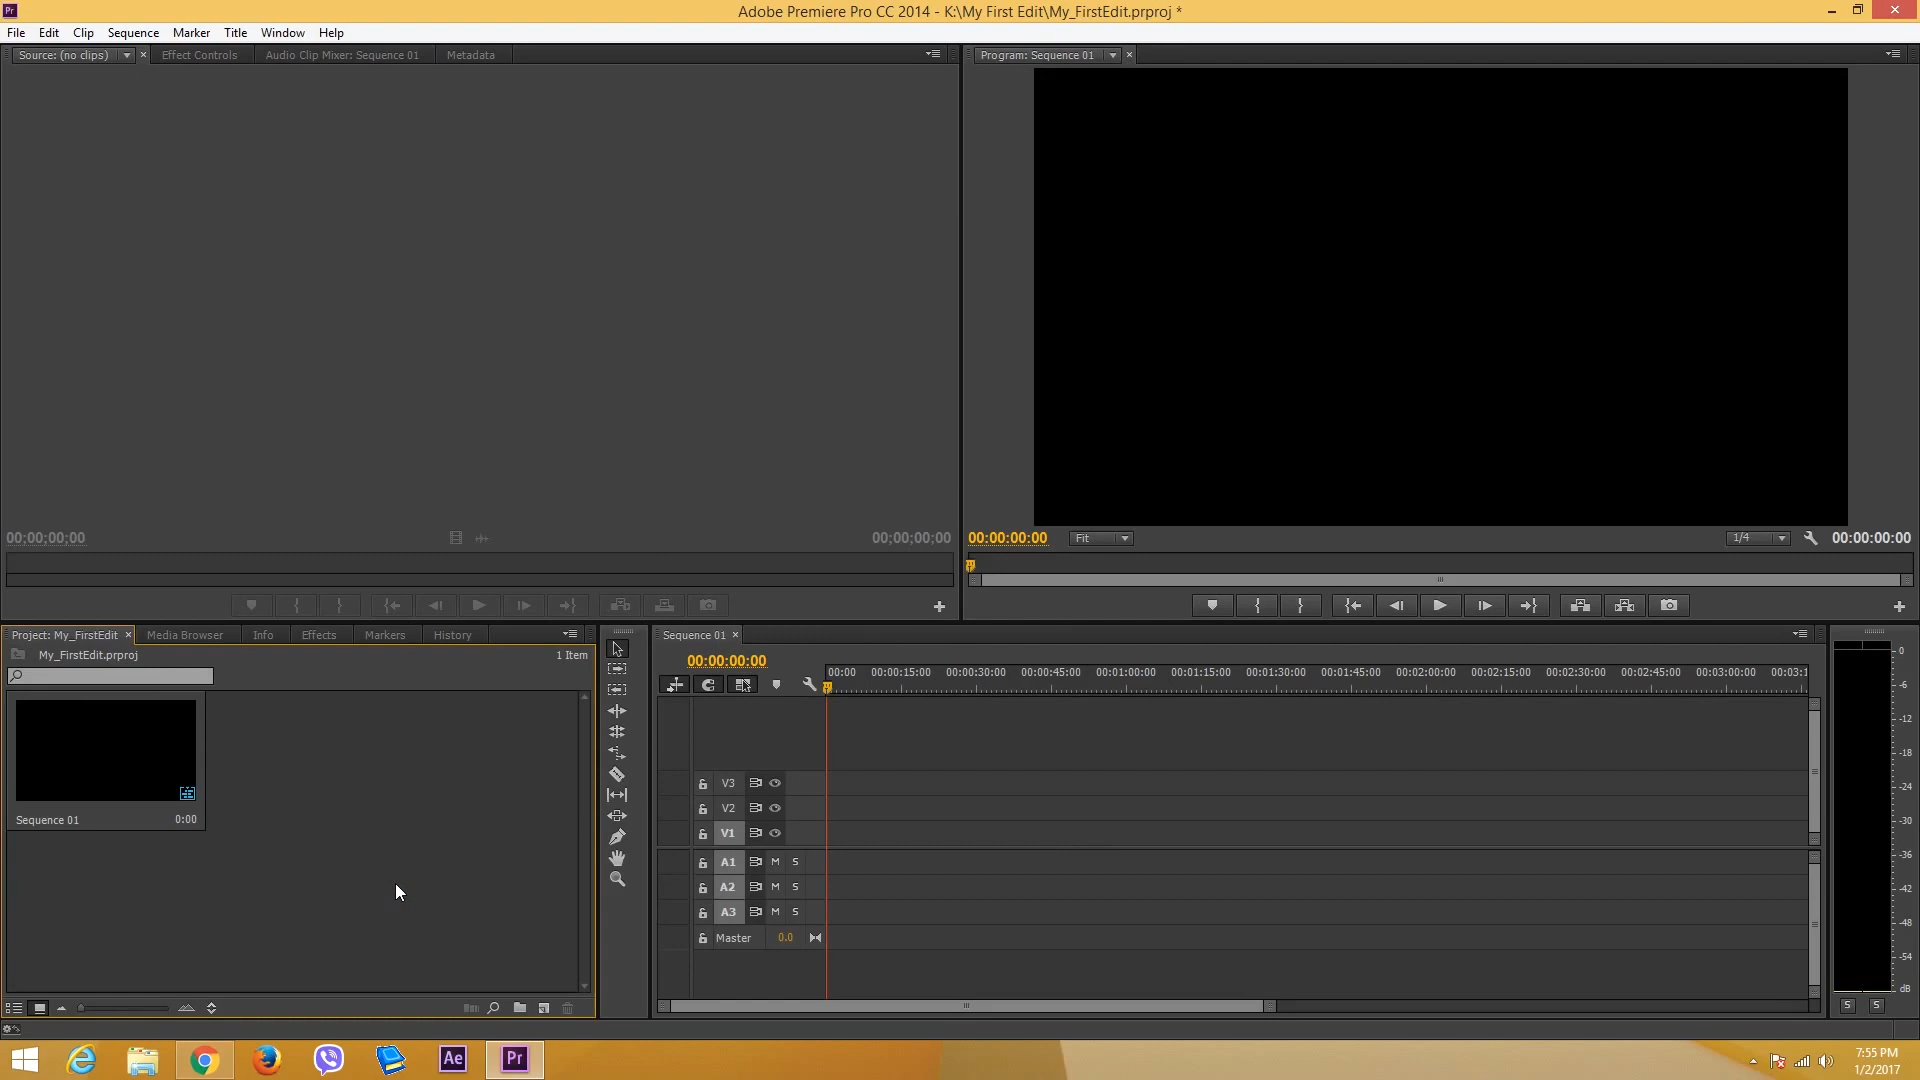 Pr
Adobe Premiere Pro CC 2014 - K:\My First Edit\My_FirstEdit.prproj *
File Edit Clip Sequence Marker Title Window Help
Source: (no clips) Effect Controls Audio Clip Mixer: Sequence 01 Metadata
Program: Sequence 01
00;00;00;00
00;00;00;00
00:00:00:00 Fit 1/4 00:00:00:00
Project: My_FirstEdit Media Browser Info Effects Markers History
My_FirstEdit.prproj 1 Item
Sequence 01 0:00
Sequence 01
00:00:00:00
00:00 00:00:15:00 00:00:30:00 00:00:45:00 00:01:00:00 00:01:15:00 00:01:30:00 00:01:45:00 00:02:00:00 00:02:15:00 00:02:30:00 00:02:45:00 00:03:00:00 00:03:1
V3
V2
V1
A1 M S
A2 M S
A3 M S
Master 0.0
0
-6
-12
-18
-24
-30
-36
-42
-48
-54
dB
S S
Ae Pr
7:55 PM
1/2/2017